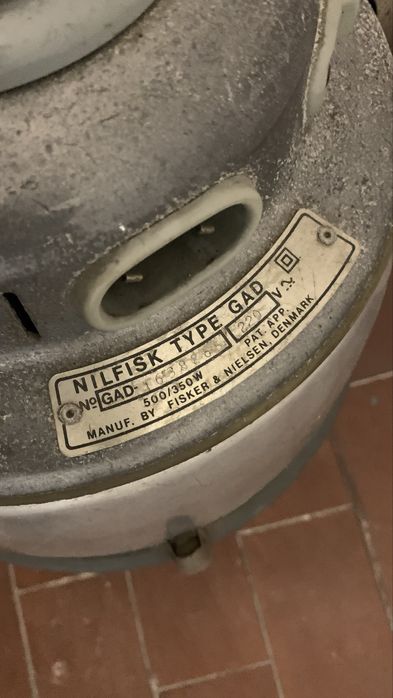 NILFISK TYPE GAD
No GAD- 220 V
500/350W PAT. APP.
MANUF. BY FISKER & NIELSEN, DENMARK